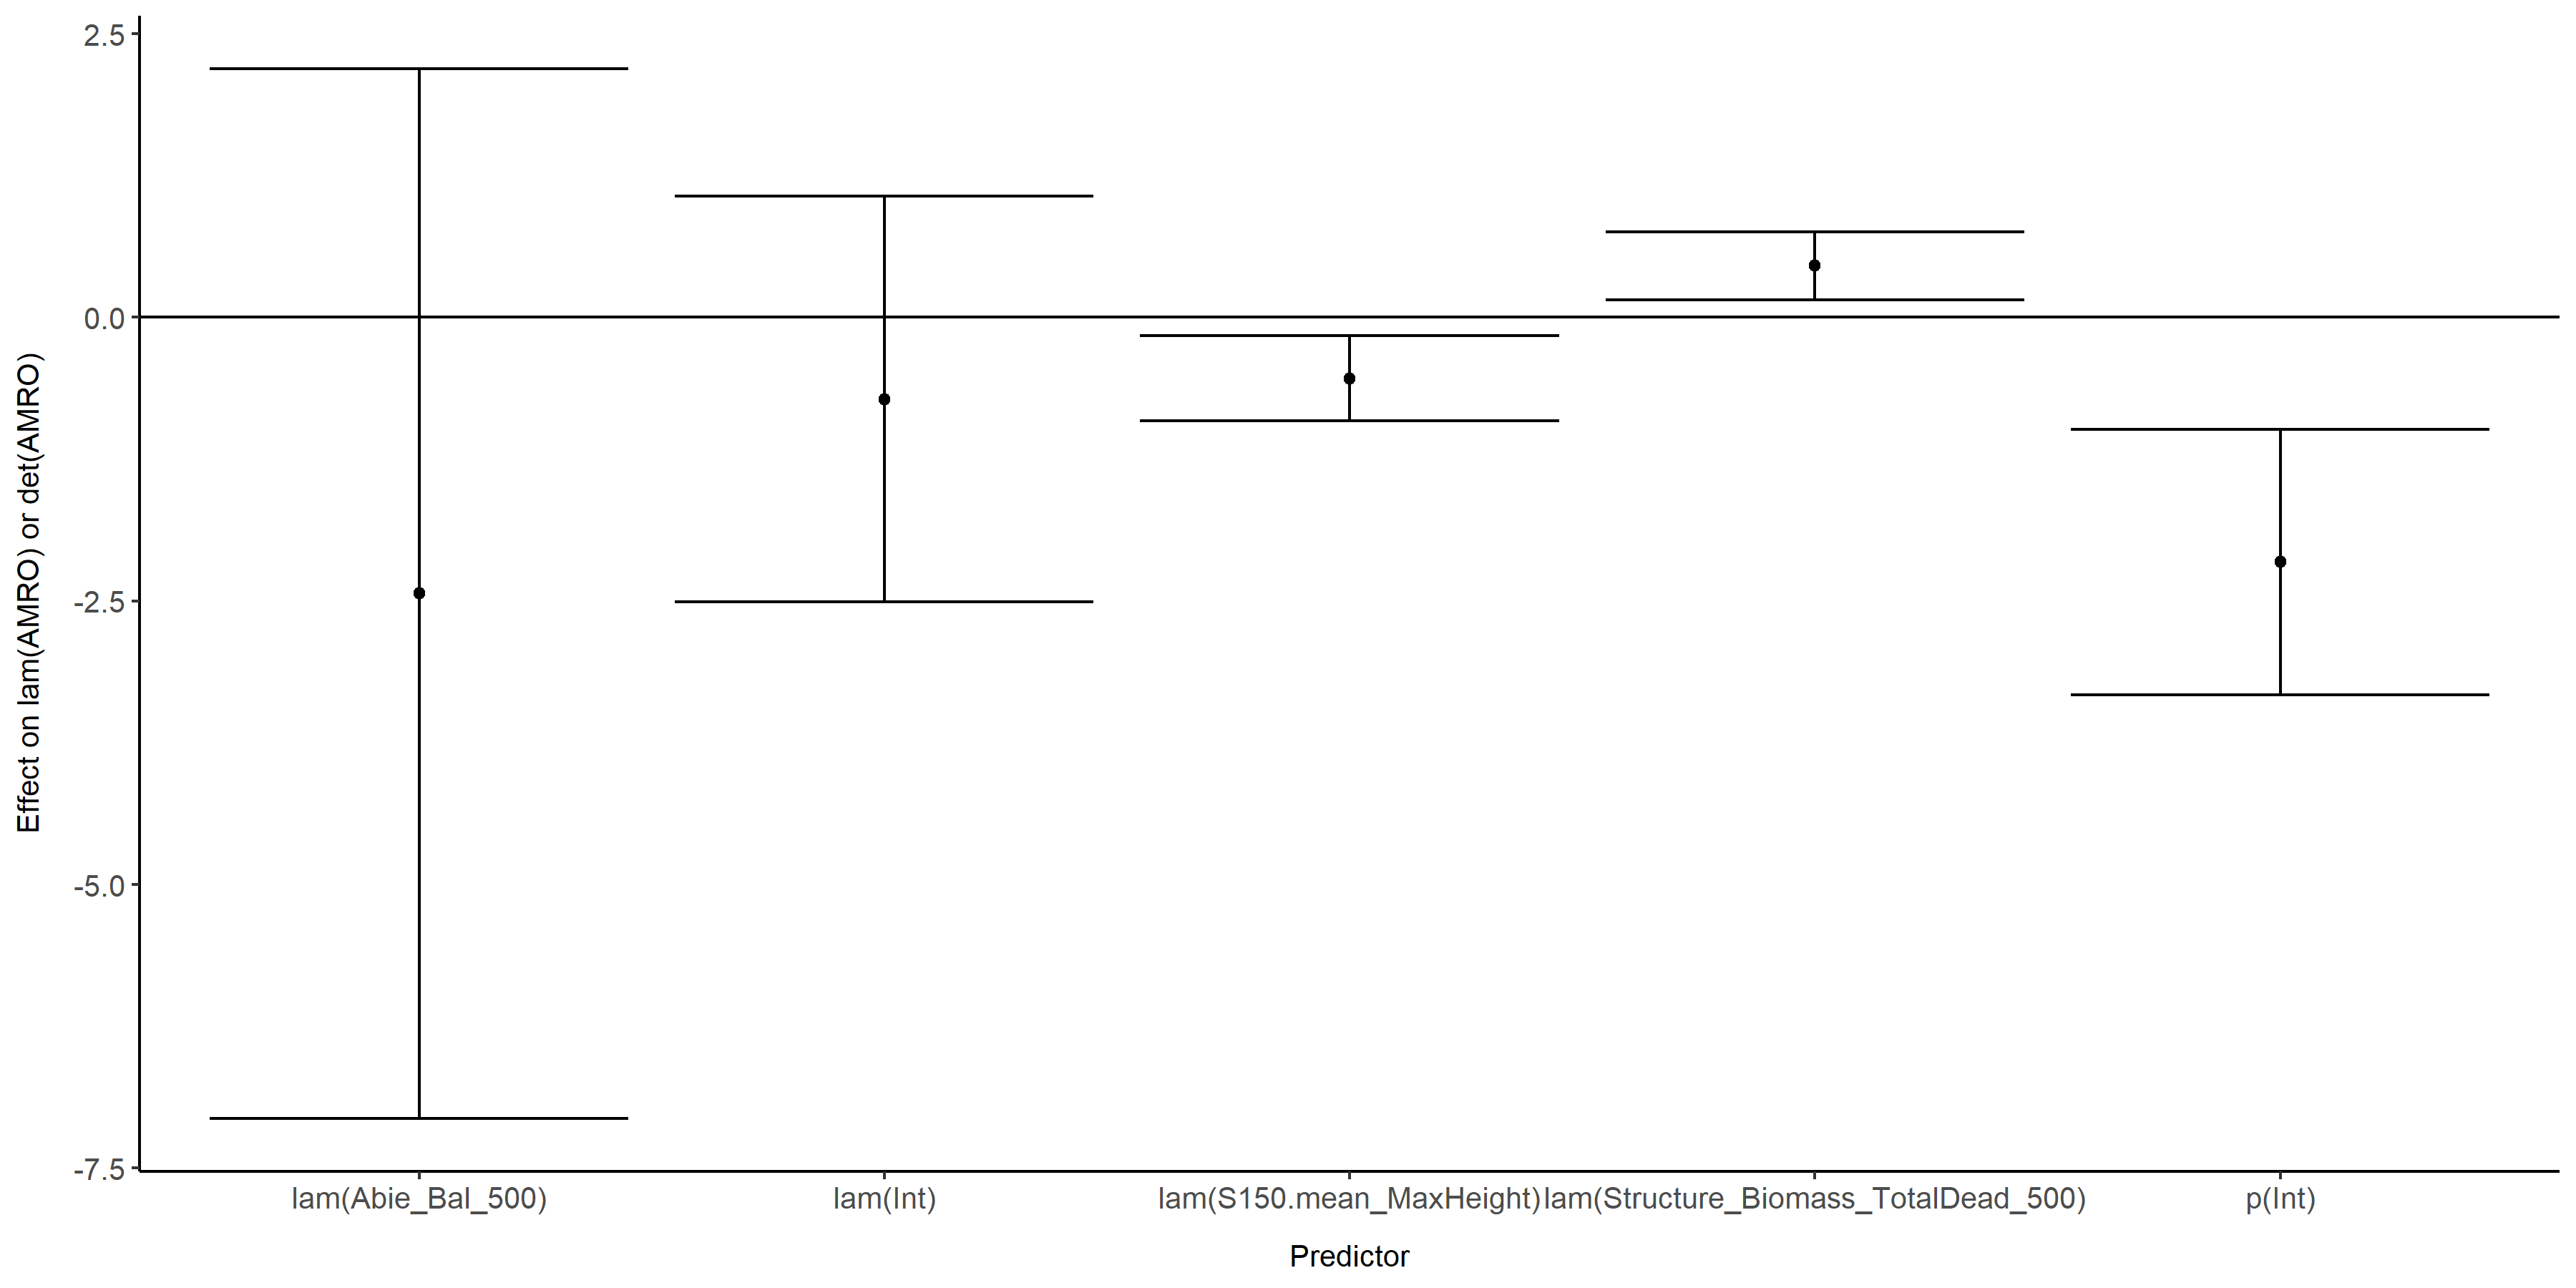 Effect on lam(AMRO) or det(AMRO)
2.5
0.0
-2.5
-5.0
-7.5
lam(Abie_Bal_500) lam(Int) lam(S150.mean_MaxHeight) lam(Structure_Biomass_TotalDead_500) p(Int)
Predictor